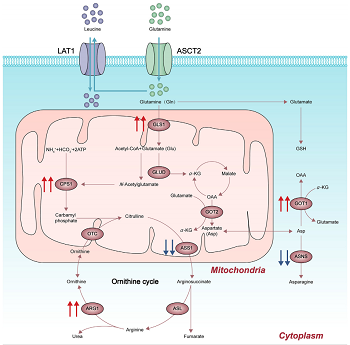 Leucine
Glutamine
LAT1
ASCT2
Glutamine (Gln)
Glutamate
GLS1
Acetyl-CoA+Glutamate (Glu)
NH₄⁺+HCO₃+2ATP
GLUD
α-KG
Malate
GSH
CPS1
N-Acetylglutamate
Glutamate
OAA
OAA
α-KG
GOT1
GOT2
Carbamyl
phosphate
Citrulline
α-KG
Aspartate
(Asp)
Glutamate
OTC
Asp
Ornithine
ASS1
ASNS
Mitochondria
Ornithine
Ornithine cycle
Argininosuccinate
Asparagine
ARG1
ASL
Arginine
Urea
Fumarate
Cytoplasm